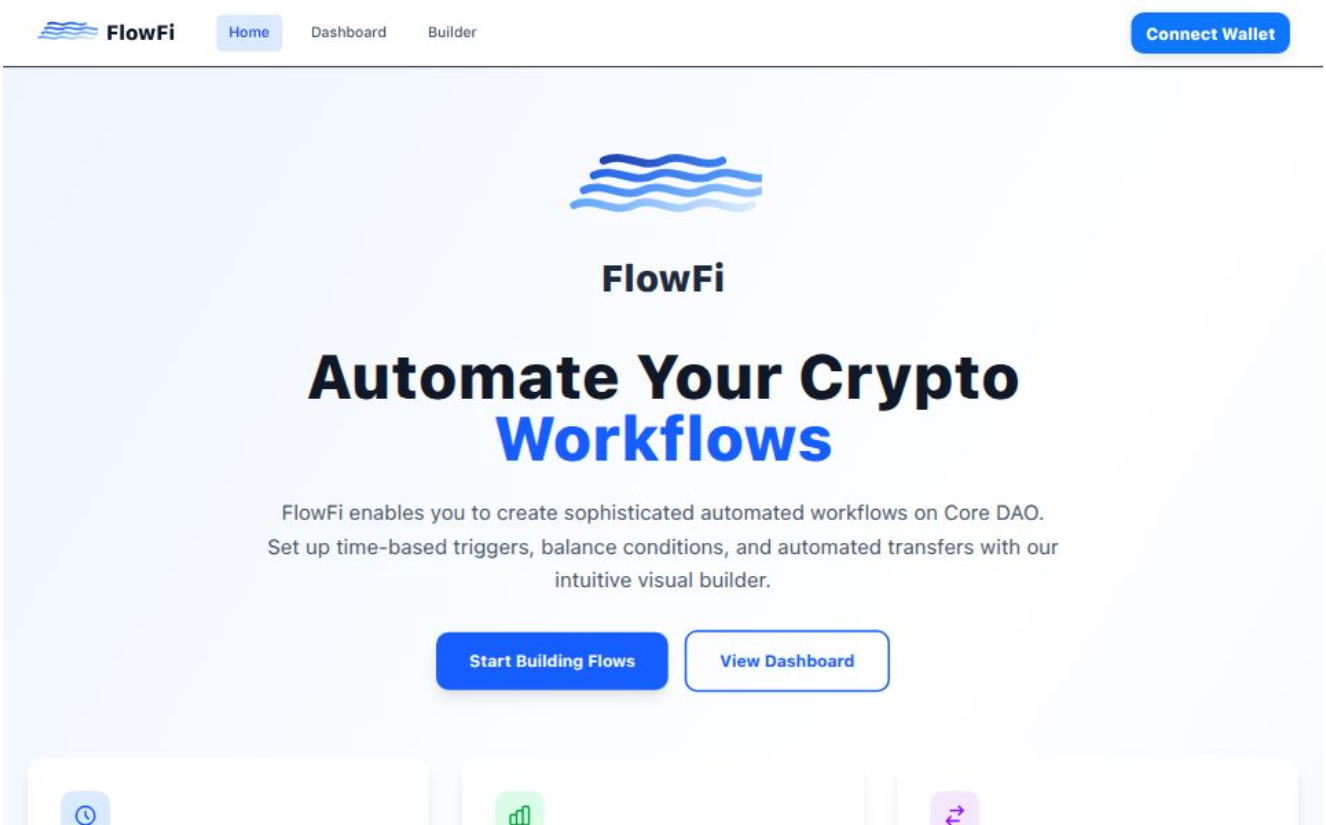 FlowFi
Home
Dashboard
Builder
Connect Wallet
FlowFi
Automate Your Crypto
Workflows
FlowFi enables you to create sophisticated automated workflows on Core DAO.
Set up time-based triggers, balance conditions, and automated transfers with our
intuitive visual builder.
Start Building Flows
View Dashboard